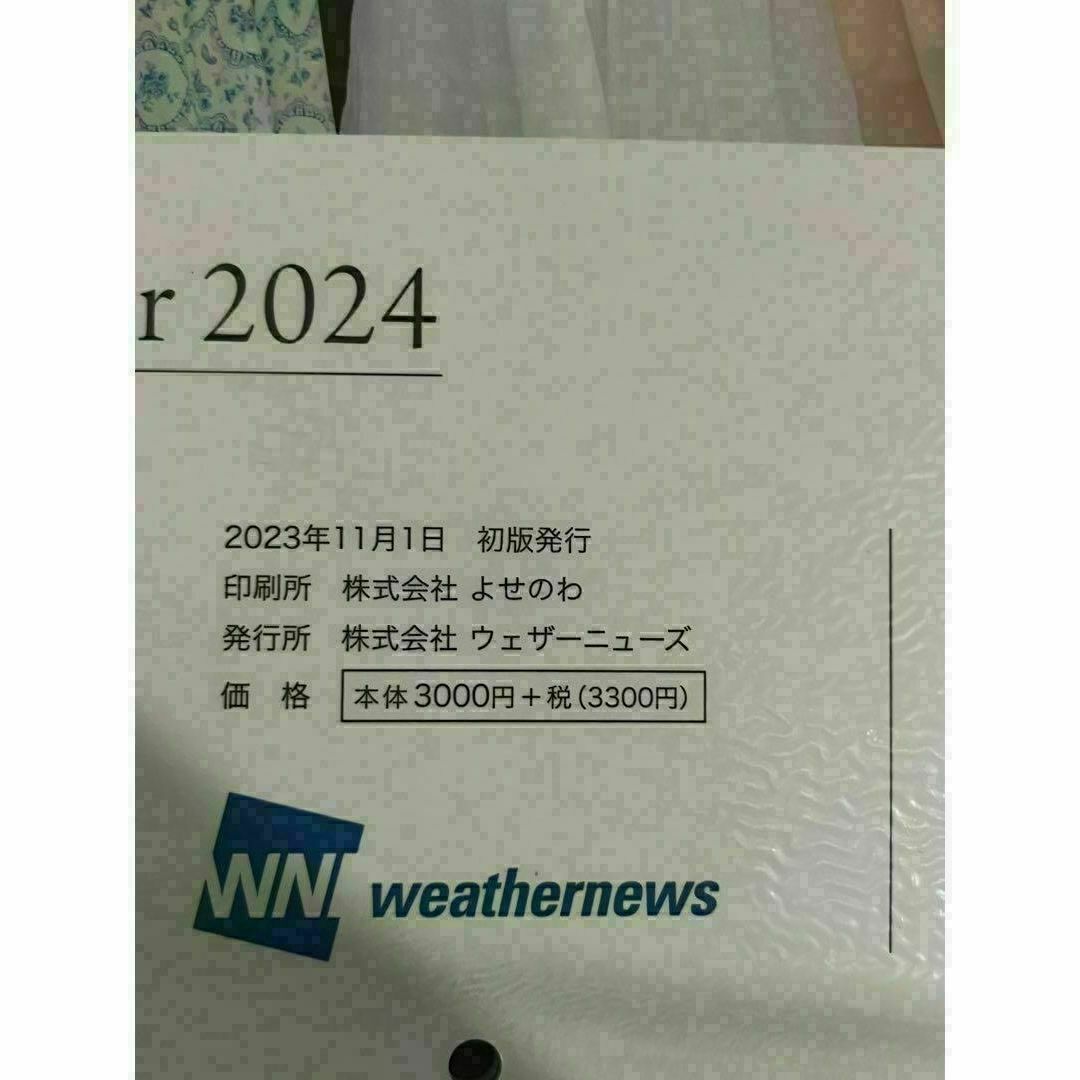 r 2024
2023年11月1日 初版発行
印刷所 株式会社 よせのわ
発行所 株式会社 ウェザーニューズ
価 格 本体 3000円＋税（3300円）
WN weathernews